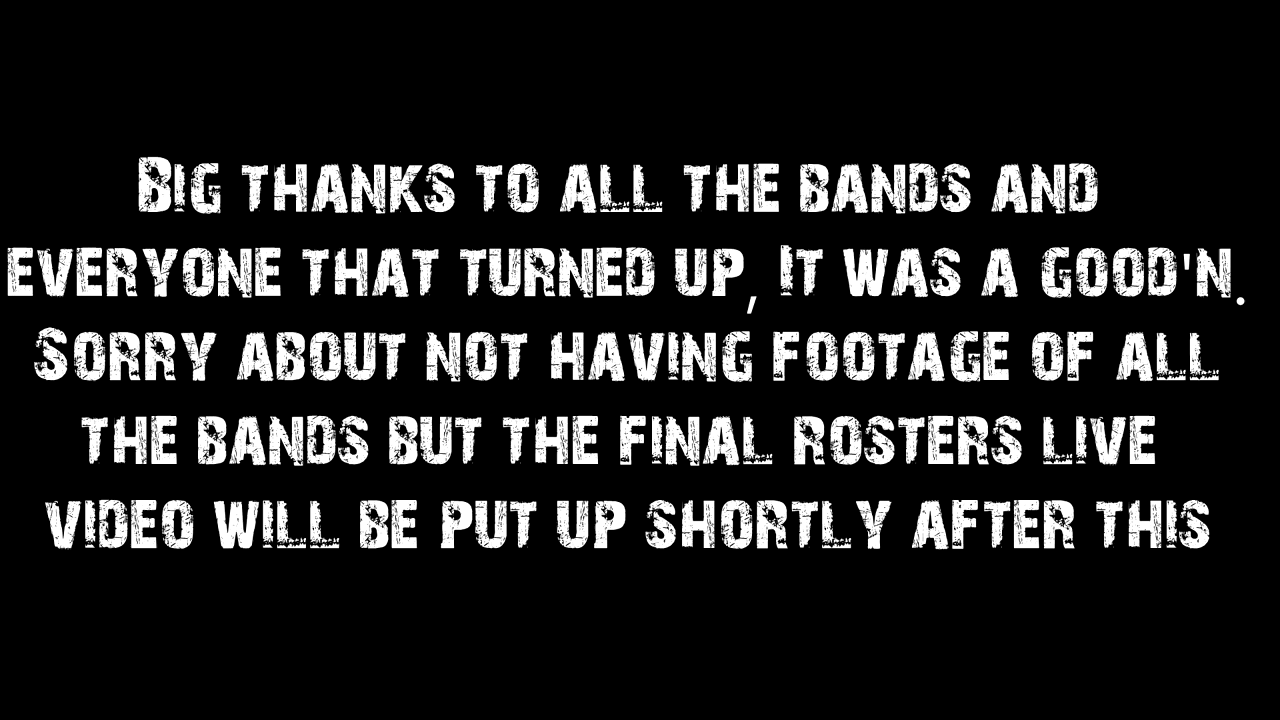 Big thanks to all the bands and
everyone that turned up, It was a good'n.
Sorry about not having footage of all
the bands but the final rosters live
video will be put up shortly after this